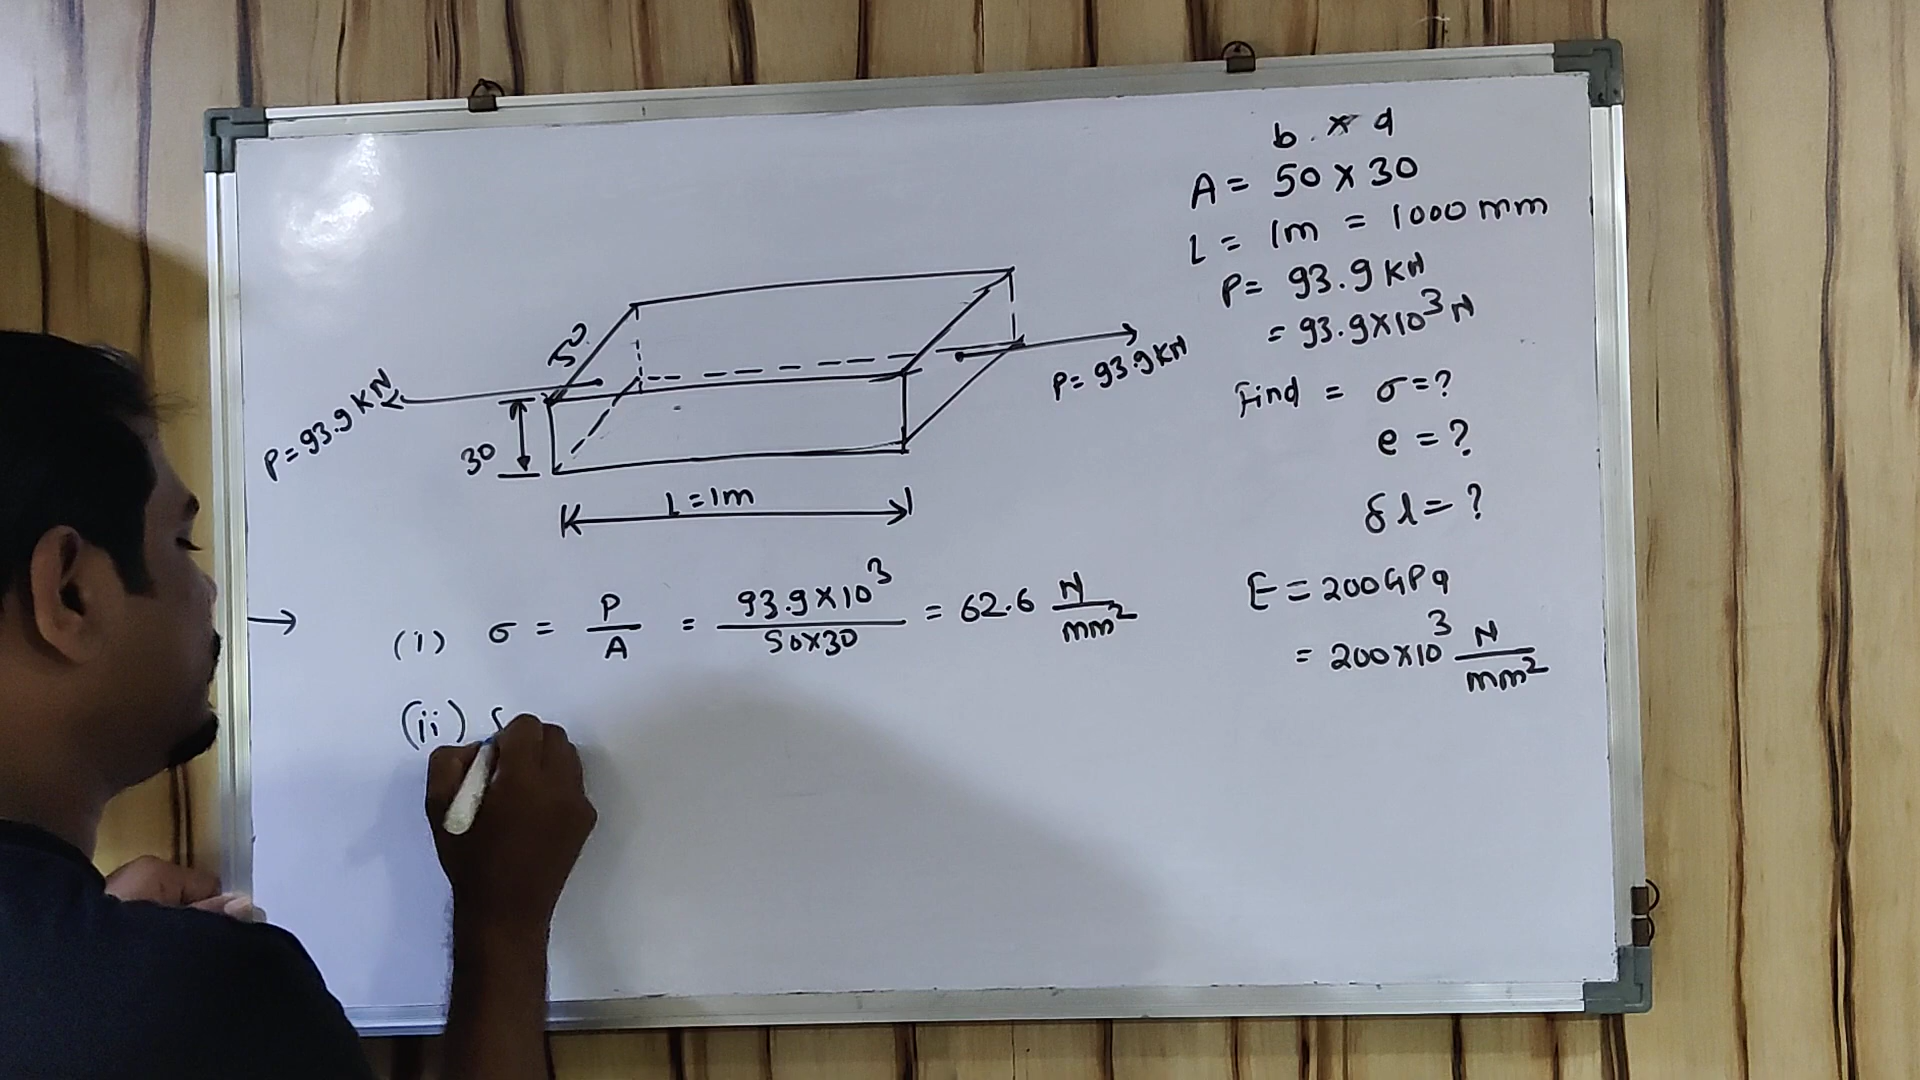 b × d
A = 50 × 30
L = 1m = 1000 mm
P = 93.9 KN
= 93.9×10³ N
Find = σ = ?
e = ?
δl = ?
E = 200GPa
= 200×10³ N/mm²
50
P = 93.9 KN
P = 93.9 KN
30
L = 1m
→ (i) σ = P/A = 93.9×10³/50×30 = 62.6 N/mm²
(ii)